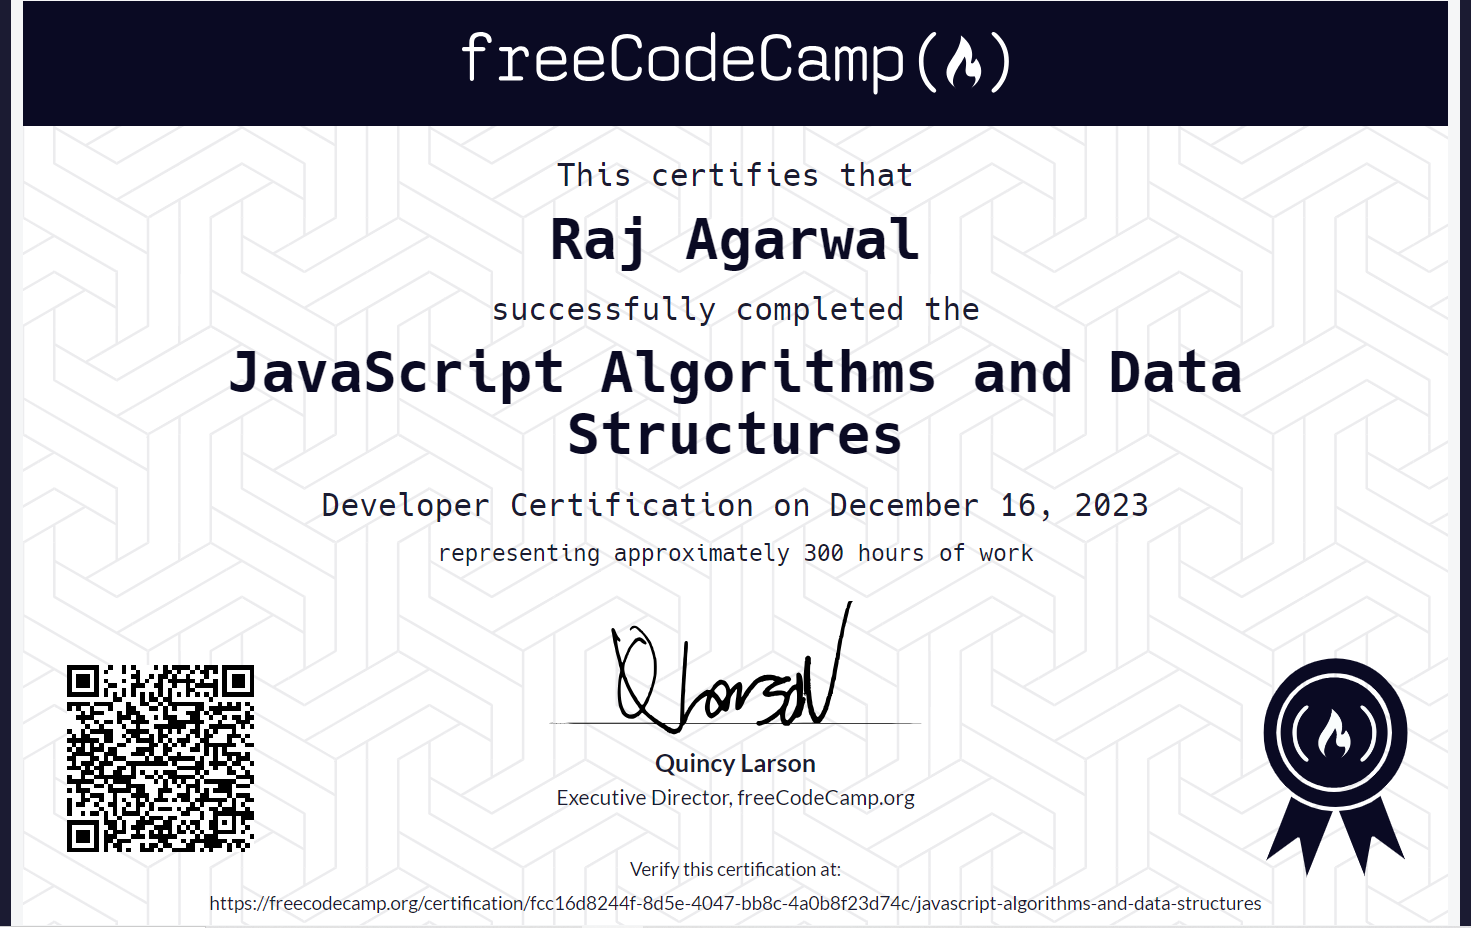 freeCodeCamp
This certifies that
Raj Agarwal
successfully completed the
JavaScript Algorithms and Data
Structures
Developer Certification on December 16, 2023
representing approximately 300 hours of work
Q Larson
Quincy Larson
Executive Director, freeCodeCamp.org
Verify this certification at:
https://freecodecamp.org/certification/fcc16d8244f-8d5e-4047-bb8c-4a0b8f23d74c/javascript-algorithms-and-data-structures